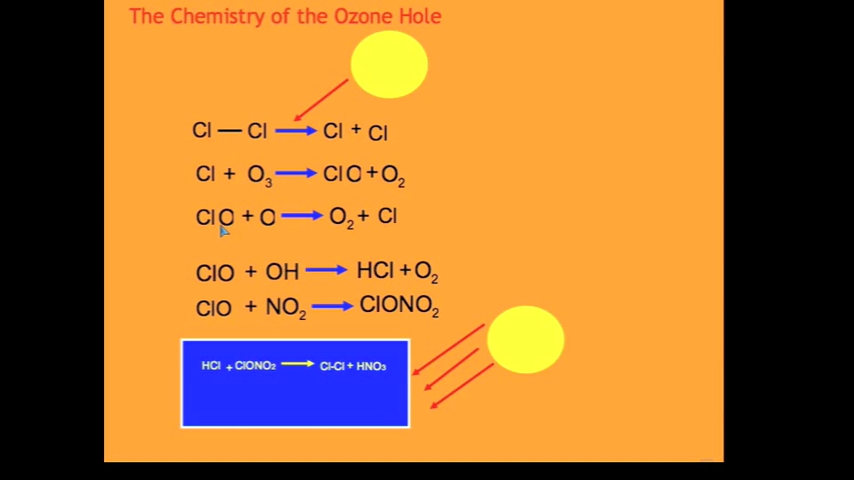 The Chemistry of the Ozone Hole
Cl — Cl → Cl + Cl
Cl + O₃ → ClO + O₂
ClO + O → O₂ + Cl
ClO + OH → HCl + O₂
ClO + NO₂ → ClONO₂
HCl + ClONO₂ → Cl-Cl + HNO₃